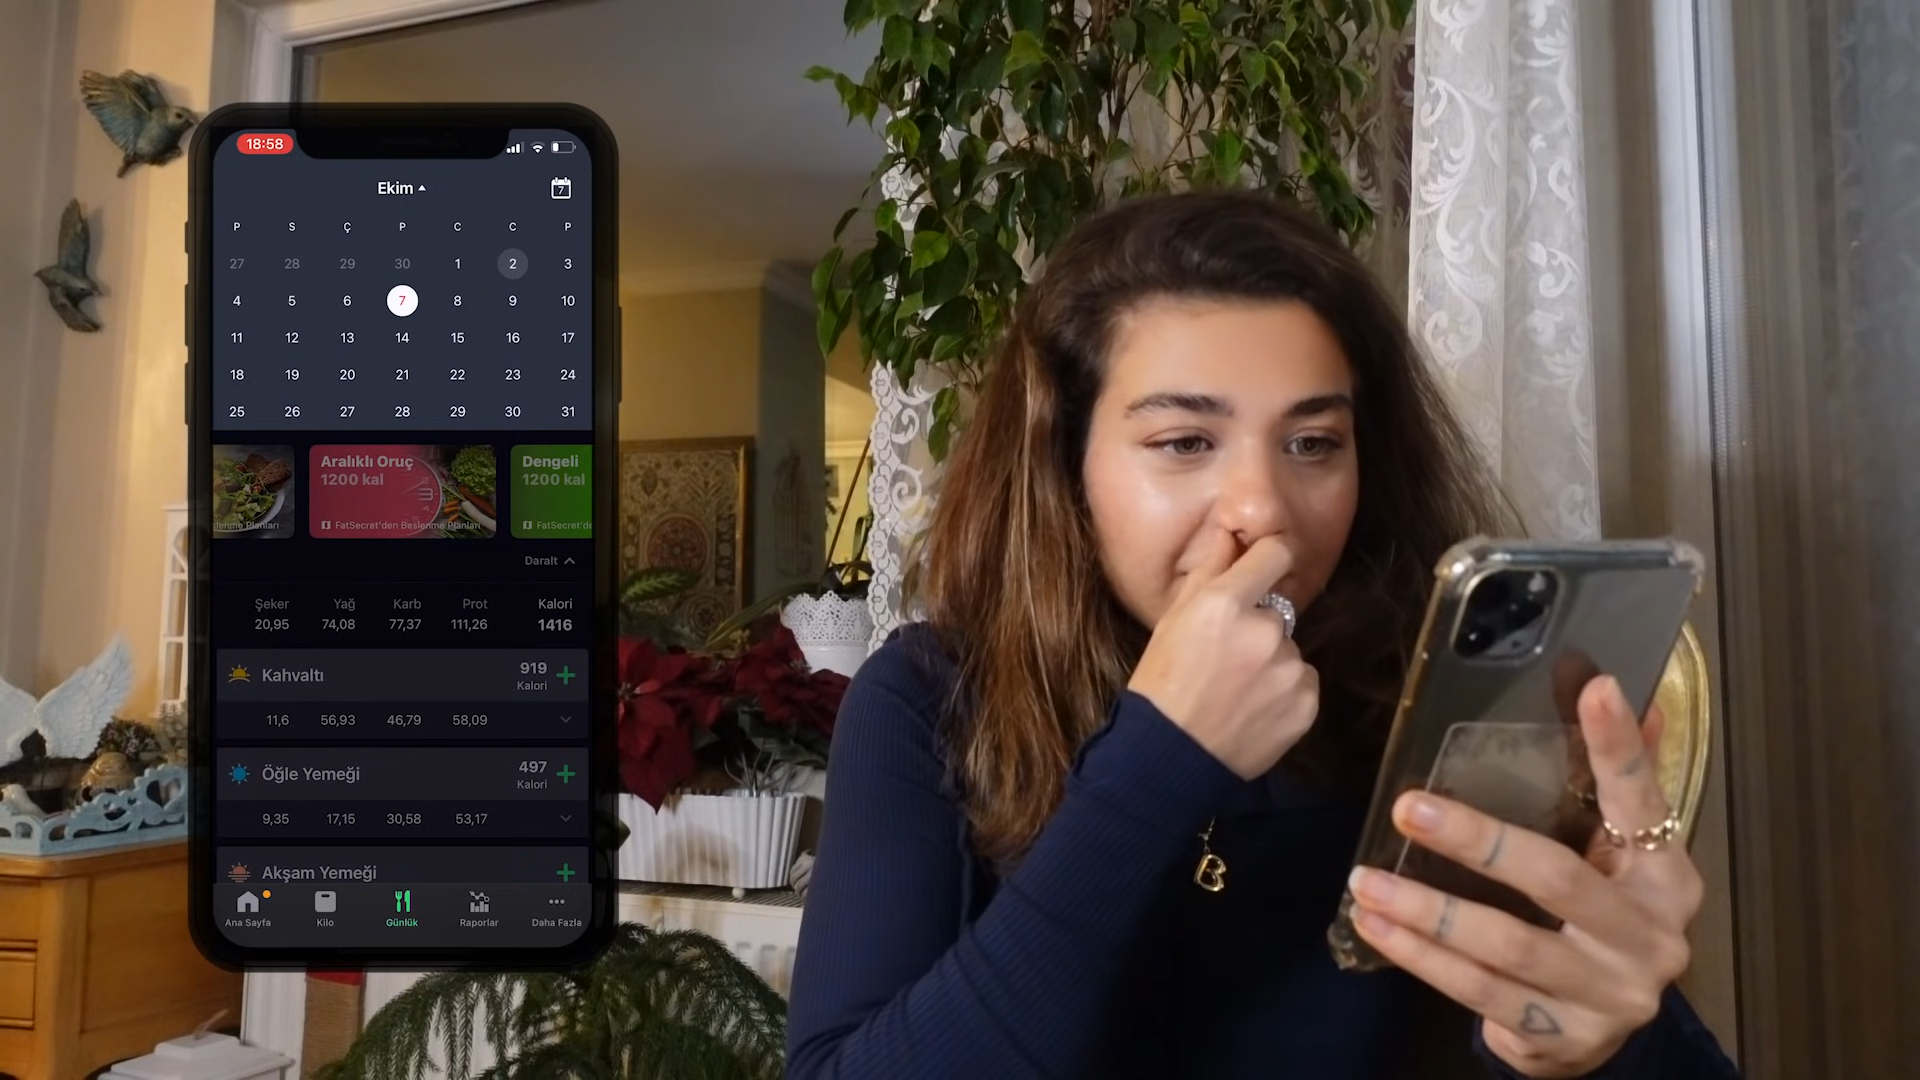 18:58
Ekim
7
P S Ç P C C P
27 28 29 30 1 2 3
4 5 6 7 8 9 10
11 12 13 14 15 16 17
18 19 20 21 22 23 24
25 26 27 28 29 30 31
Aralıklı Oruç
1200 kal
FatSecret'den Beslenme Planları
Dengeli
1200 kal
Planları
Daralt
Şeker Yağ Karb Prot Kalori
20,95 74,08 77,37 111,26 1416
Kahvaltı 919
Kalori
11,6 56,93 46,79 58,09
Öğle Yemeği 497
Kalori
9,35 17,15 30,58 53,17
Akşam Yemeği
Ana Sayfa Kilo Günlük Raporlar Daha Fazla
B